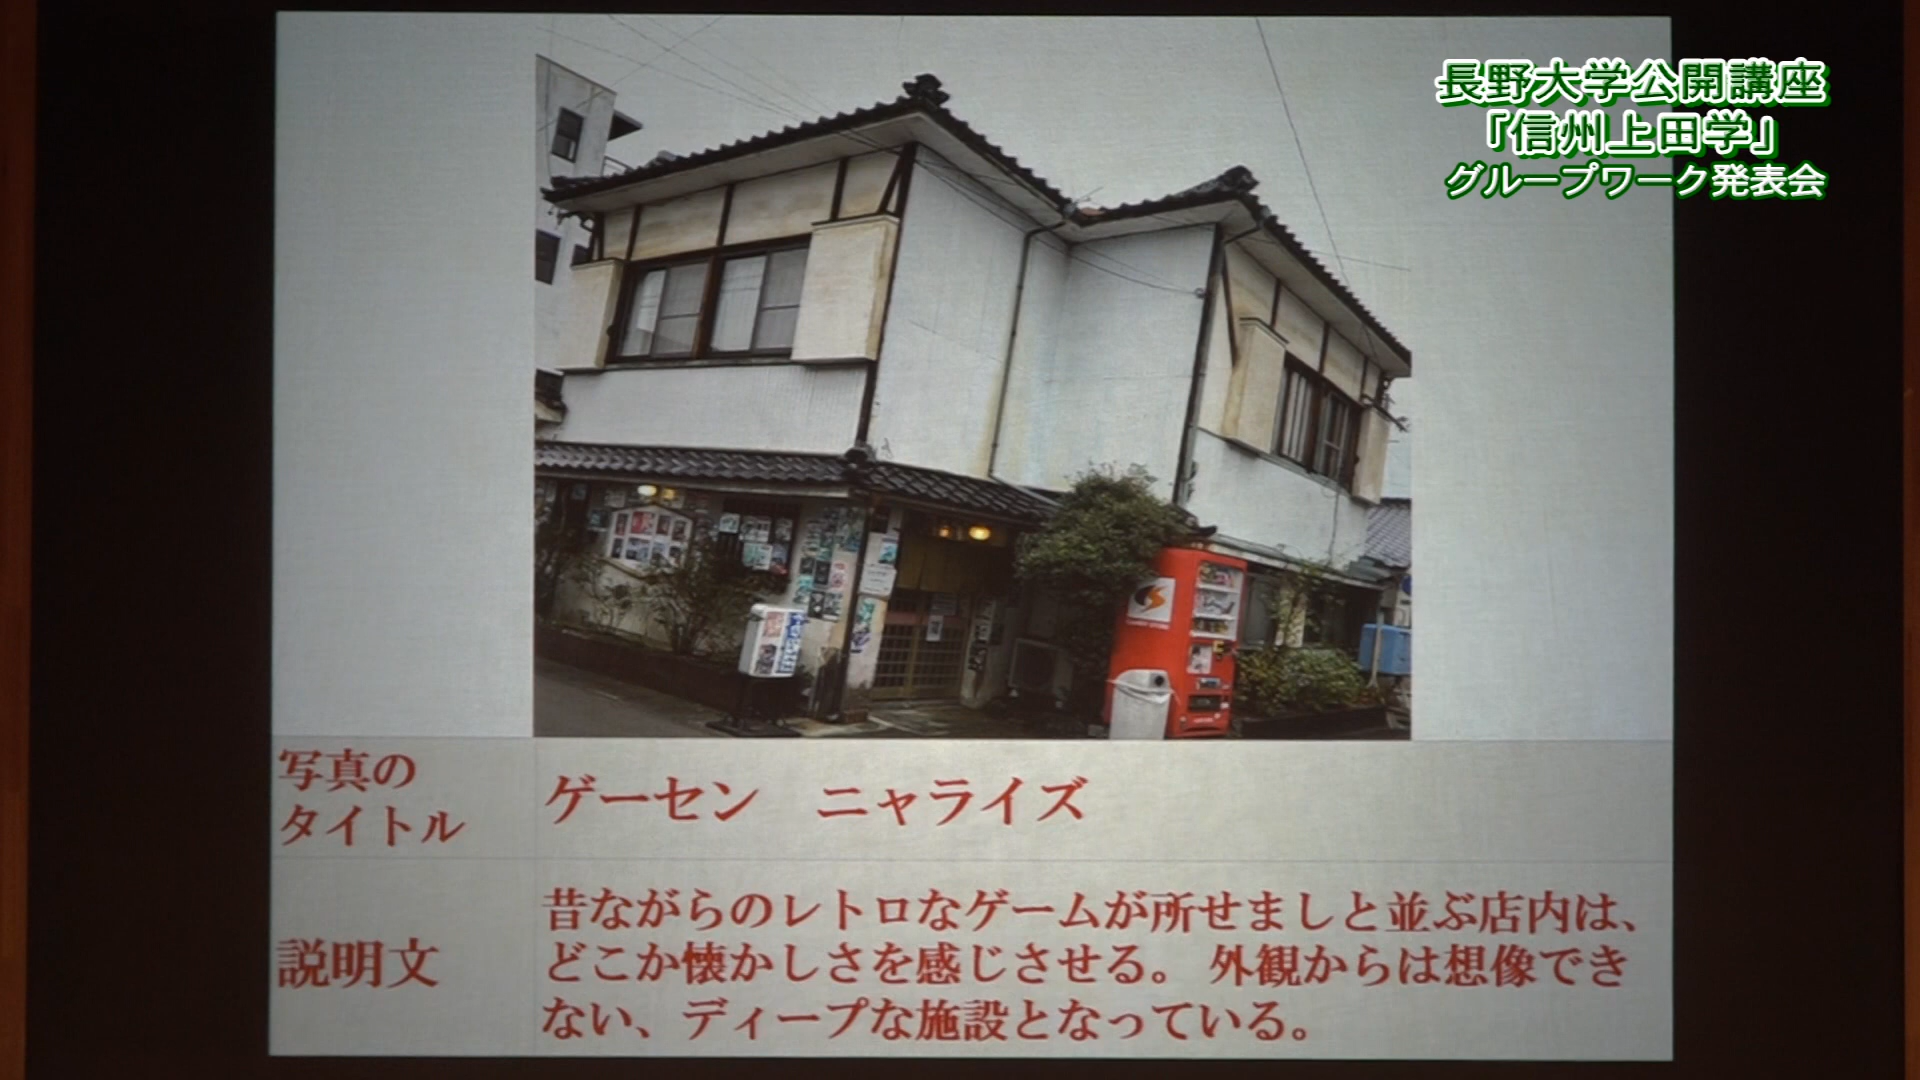 長野大学公開講座
「信州上田学」
グループワーク発表会
写真の
タイトル
ゲーセン　ニャライズ
説明文
昔ながらのレトロなゲームが所せましと並ぶ店内は、
どこか懐かしさを感じさせる。 外観からは想像でき
ない、ディープな施設となっている。